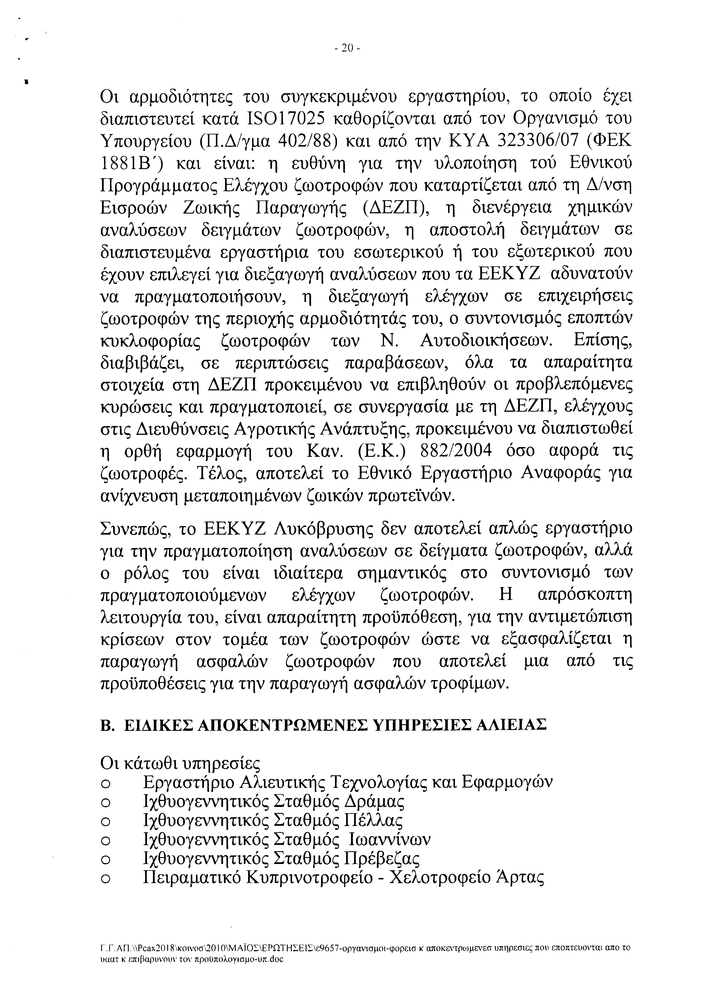 - 20 -
Οι αρμοδιότητες του συγκεκριμένου εργαστηρίου, το οποίο έχει
διαπιστευτεί κατά ISO17025 καθορίζονται από τον Οργανισμό του
Υπουργείου (Π.Δ/γμα 402/88) και από την ΚΥΑ 323306/07 (ΦΕΚ
1881Β΄) και είναι: η ευθύνη για την υλοποίηση τού Εθνικού
Προγράμματος Ελέγχου ζωοτροφών που καταρτίζεται από τη Δ/νση
Εισροών Ζωικής Παραγωγής (ΔΕΖΠ), η διενέργεια χημικών
αναλύσεων δειγμάτων ζωοτροφών, η αποστολή δειγμάτων σε
διαπιστευμένα εργαστήρια του εσωτερικού ή του εξωτερικού που
έχουν επιλεγεί για διεξαγωγή αναλύσεων που τα ΕΕΚΥΖ αδυνατούν
να πραγματοποιήσουν, η διεξαγωγή ελέγχων σε επιχειρήσεις
ζωοτροφών της περιοχής αρμοδιότητάς του, ο συντονισμός εποπτών
κυκλοφορίας ζωοτροφών των Ν. Αυτοδιοικήσεων. Επίσης,
διαβιβάζει, σε περιπτώσεις παραβάσεων, όλα τα απαραίτητα
στοιχεία στη ΔΕΖΠ προκειμένου να επιβληθούν οι προβλεπόμενες
κυρώσεις και πραγματοποιεί, σε συνεργασία με τη ΔΕΖΠ, ελέγχους
στις Διευθύνσεις Αγροτικής Ανάπτυξης, προκειμένου να διαπιστωθεί
η ορθή εφαρμογή του Καν. (Ε.Κ.) 882/2004 όσο αφορά τις
ζωοτροφές. Τέλος, αποτελεί το Εθνικό Εργαστήριο Αναφοράς για
ανίχνευση μεταποιημένων ζωικών πρωτεϊνών.
Συνεπώς, το ΕΕΚΥΖ Λυκόβρυσης δεν αποτελεί απλώς εργαστήριο
για την πραγματοποίηση αναλύσεων σε δείγματα ζωοτροφών, αλλά
ο ρόλος του είναι ιδιαίτερα σημαντικός στο συντονισμό των
πραγματοποιούμενων ελέγχων ζωοτροφών. Η απρόσκοπτη
λειτουργία του, είναι απαραίτητη προϋπόθεση, για την αντιμετώπιση
κρίσεων στον τομέα των ζωοτροφών ώστε να εξασφαλίζεται η
παραγωγή ασφαλών ζωοτροφών που αποτελεί μια από τις
προϋποθέσεις για την παραγωγή ασφαλών τροφίμων.
Β. ΕΙΔΙΚΕΣ ΑΠΟΚΕΝΤΡΩΜΕΝΕΣ ΥΠΗΡΕΣΙΕΣ ΑΛΙΕΙΑΣ
Οι κάτωθι υπηρεσίες
o Εργαστήριο Αλιευτικής Τεχνολογίας και Εφαρμογών
o Ιχθυογεννητικός Σταθμός Δράμας
o Ιχθυογεννητικός Σταθμός Πέλλας
o Ιχθυογεννητικός Σταθμός Ιωαννίνων
o Ιχθυογεννητικός Σταθμός Πρέβεζας
o Πειραματικό Κυπρινοτροφείο - Χελοτροφείο Άρτας
Γ.Γ.ΑΠ.\\Pcax2018\κοινοσ\2010\ΜΑΪΟΣ\ΕΡΩΤΗΣΕΙΣ\ε9657-οργανισμοι-φορεισ κ αποκεντρωμενεσ υπηρεσιες που εποπτευονται απο το
υαατ κ επιβαρυνουν τον προϋπολογισμο-υπ.doc